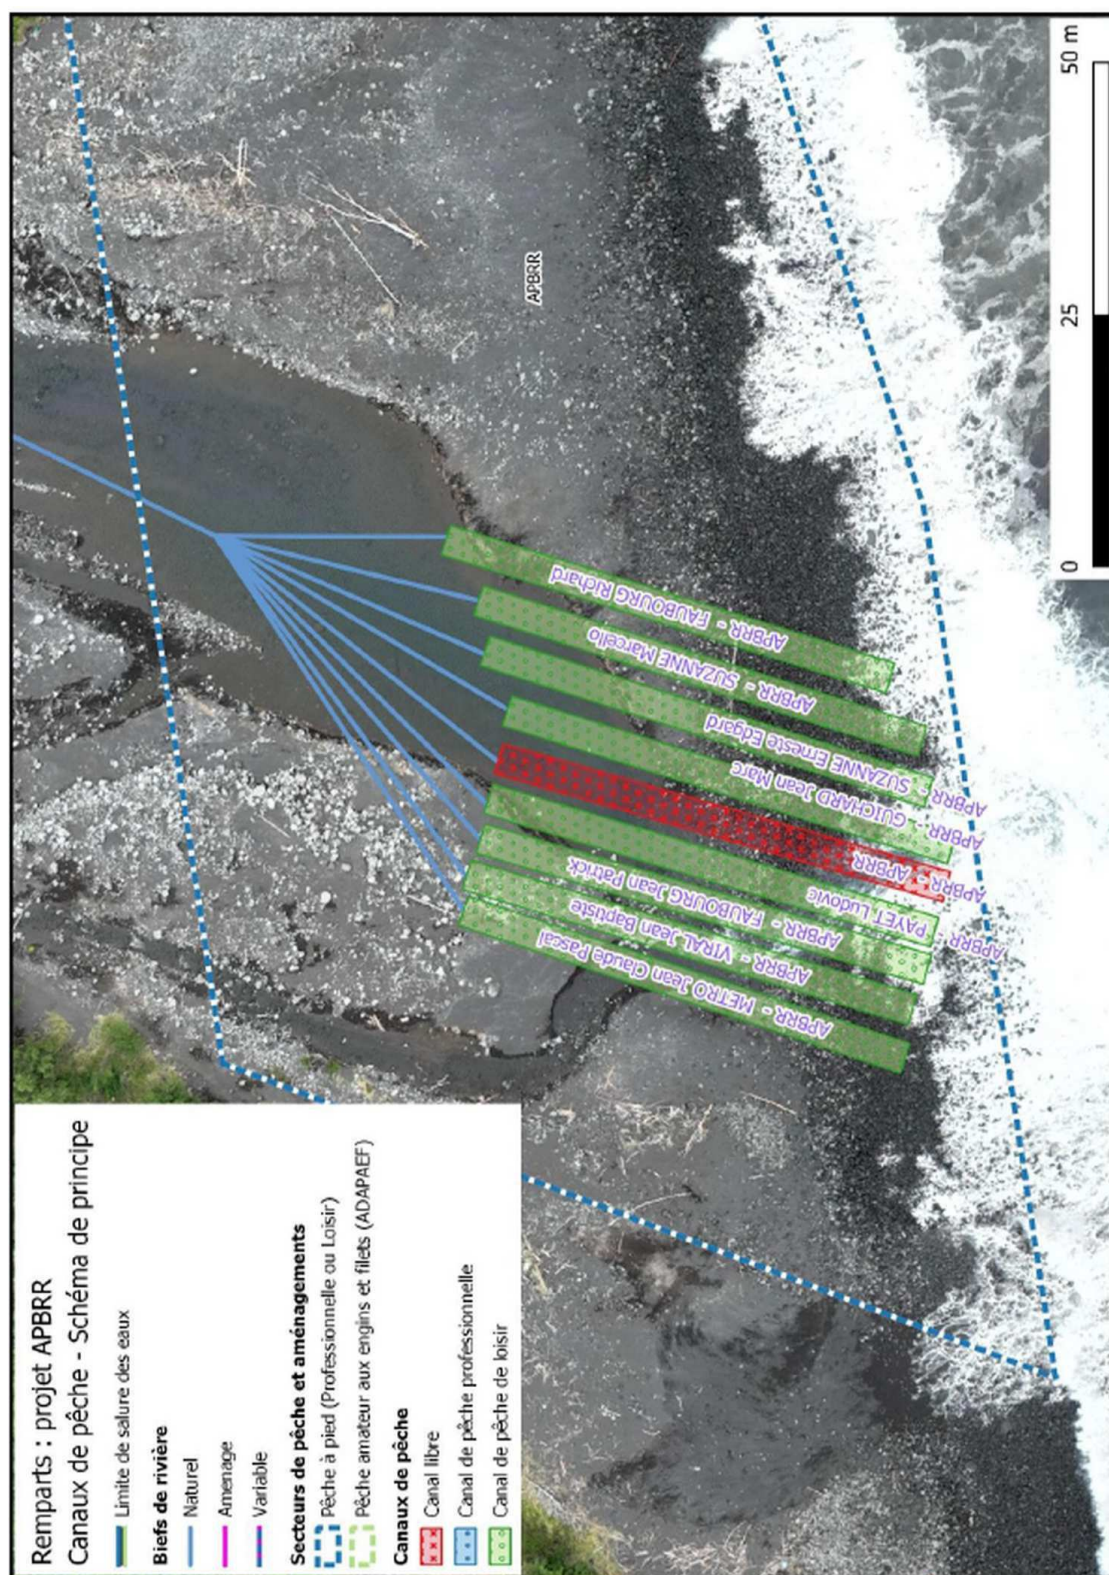 Remparts : projet APBRR
Canaux de pêche - Schéma de principe
Limite de salure des eaux
Biefs de rivière
Naturel
Amenage
Variable
Secteurs de pêche et aménagements
Pêche à pied (Professionnelle ou Loisir)
Pêche amateur aux engins et filets (ADAPAEF)
Canaux de pêche
Canal libre
Canal de pêche professionnelle
Canal de pêche de loisir
APBRR - METRO Jean Claude Pascal
APBRR - VITRAL Jean Baptiste
APBRR - FAUBOURG Jean Patrick
APBRR - PAYET Ludovic
APBRR - APBRR
APBRR - GUICHARD Jean Marc
APBRR - SUZANNE Erneste Edgard
APBRR - SUZANNE Marcello
APBRR - FAUBOURG Richard
APBRR
0 25 50 m